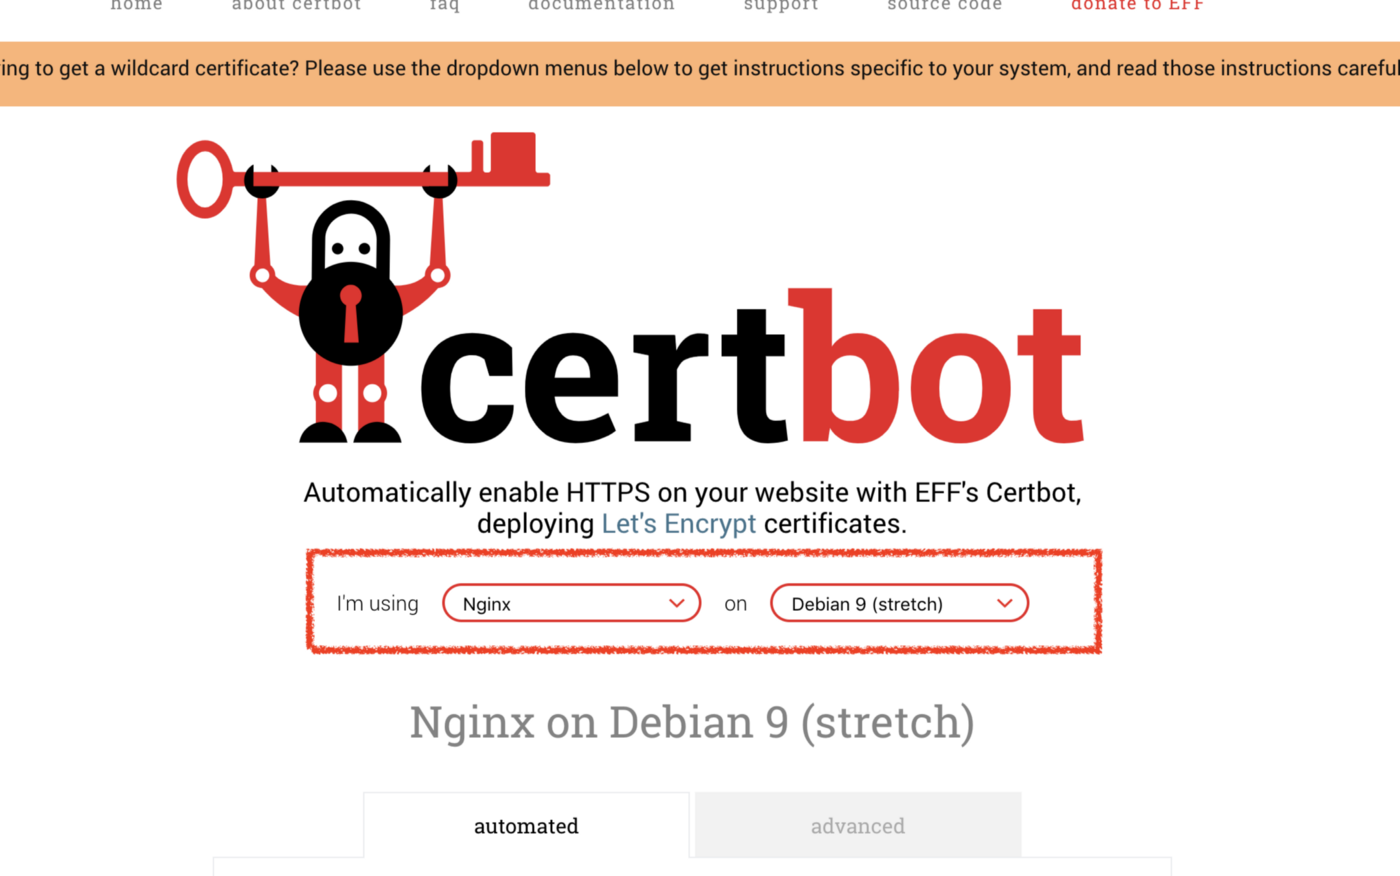 home about certbot faq documentation support source code donate to EFF
ing to get a wildcard certificate? Please use the dropdown menus below to get instructions specific to your system, and read those instructions careful
certbot
Automatically enable HTTPS on your website with EFF's Certbot,
deploying Let's Encrypt certificates.
I'm using Nginx on Debian 9 (stretch)
Nginx on Debian 9 (stretch)
automated advanced